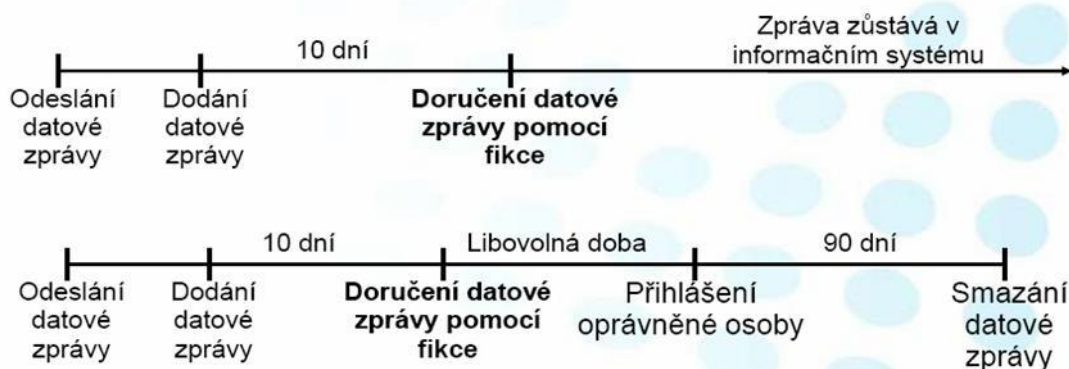 10 dní
Zpráva zůstává v
informačním systému
Odeslání
datové
zprávy
Dodání
datové
zprávy
Doručení datové
zprávy pomocí
fikce
10 dní
Libovolná doba
90 dní
Odeslání
datové
zprávy
Dodání
datové
zprávy
Doručení datové
zprávy pomocí
fikce
Přihlášení
oprávněné osoby
Smazání
datové
zprávy